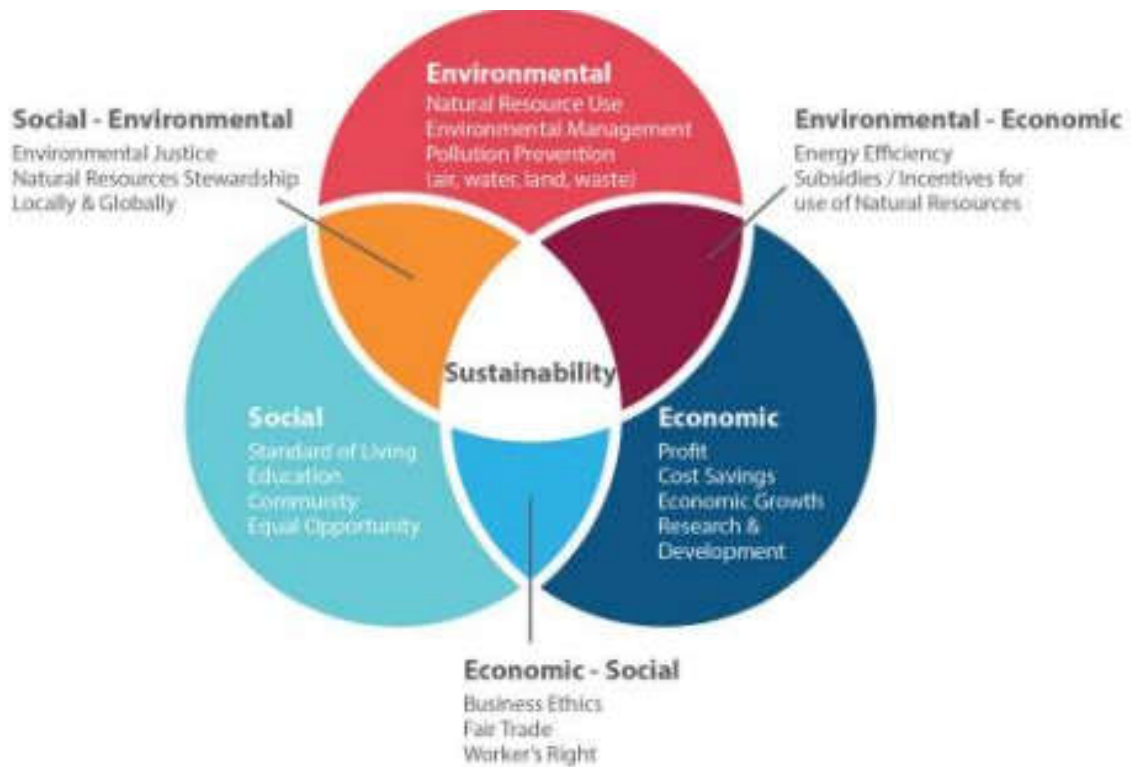 Environmental
Natural Resource Use
Environmental Management
Pollution Prevention
(air, water, land, waste)
Social - Environmental
Environmental Justice
Natural Resources Stewardship
Locally & Globally
Environmental - Economic
Energy Efficiency
Subsidies / Incentives for
use of Natural Resources
Sustainability
Social
Standard of Living
Education
Community
Equal Opportunity
Economic
Profit
Cost Savings
Economic Growth
Research &
Development
Economic - Social
Business Ethics
Fair Trade
Worker's Right